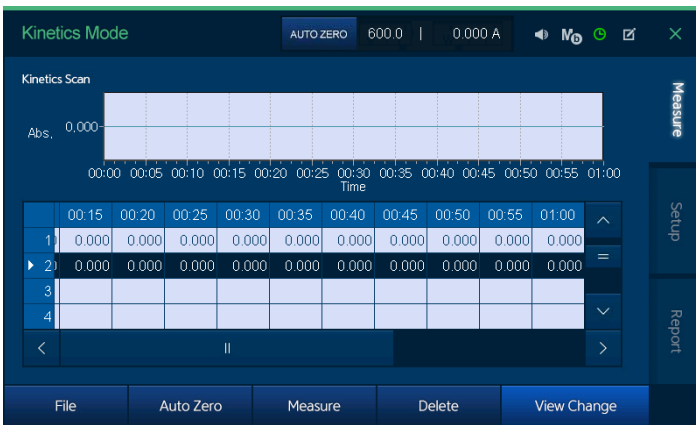 Kinetics Mode AUTO ZERO 600.0 | 0.000 A
Kinetics Scan
Abs. 0.000
00:00 00:05 00:10 00:15 00:20 00:25 00:30 00:35 00:40 00:45 00:50 00:55 01:00
Time
00:15 00:20 00:25 00:30 00:35 00:40 00:45 00:50 00:55 01:00
1 0.000 0.000 0.000 0.000 0.000 0.000 0.000 0.000 0.000 0.000
2 0.000 0.000 0.000 0.000 0.000 0.000 0.000 0.000 0.000 0.000
3
4
File Auto Zero Measure Delete View Change
Measure
Setup
Report